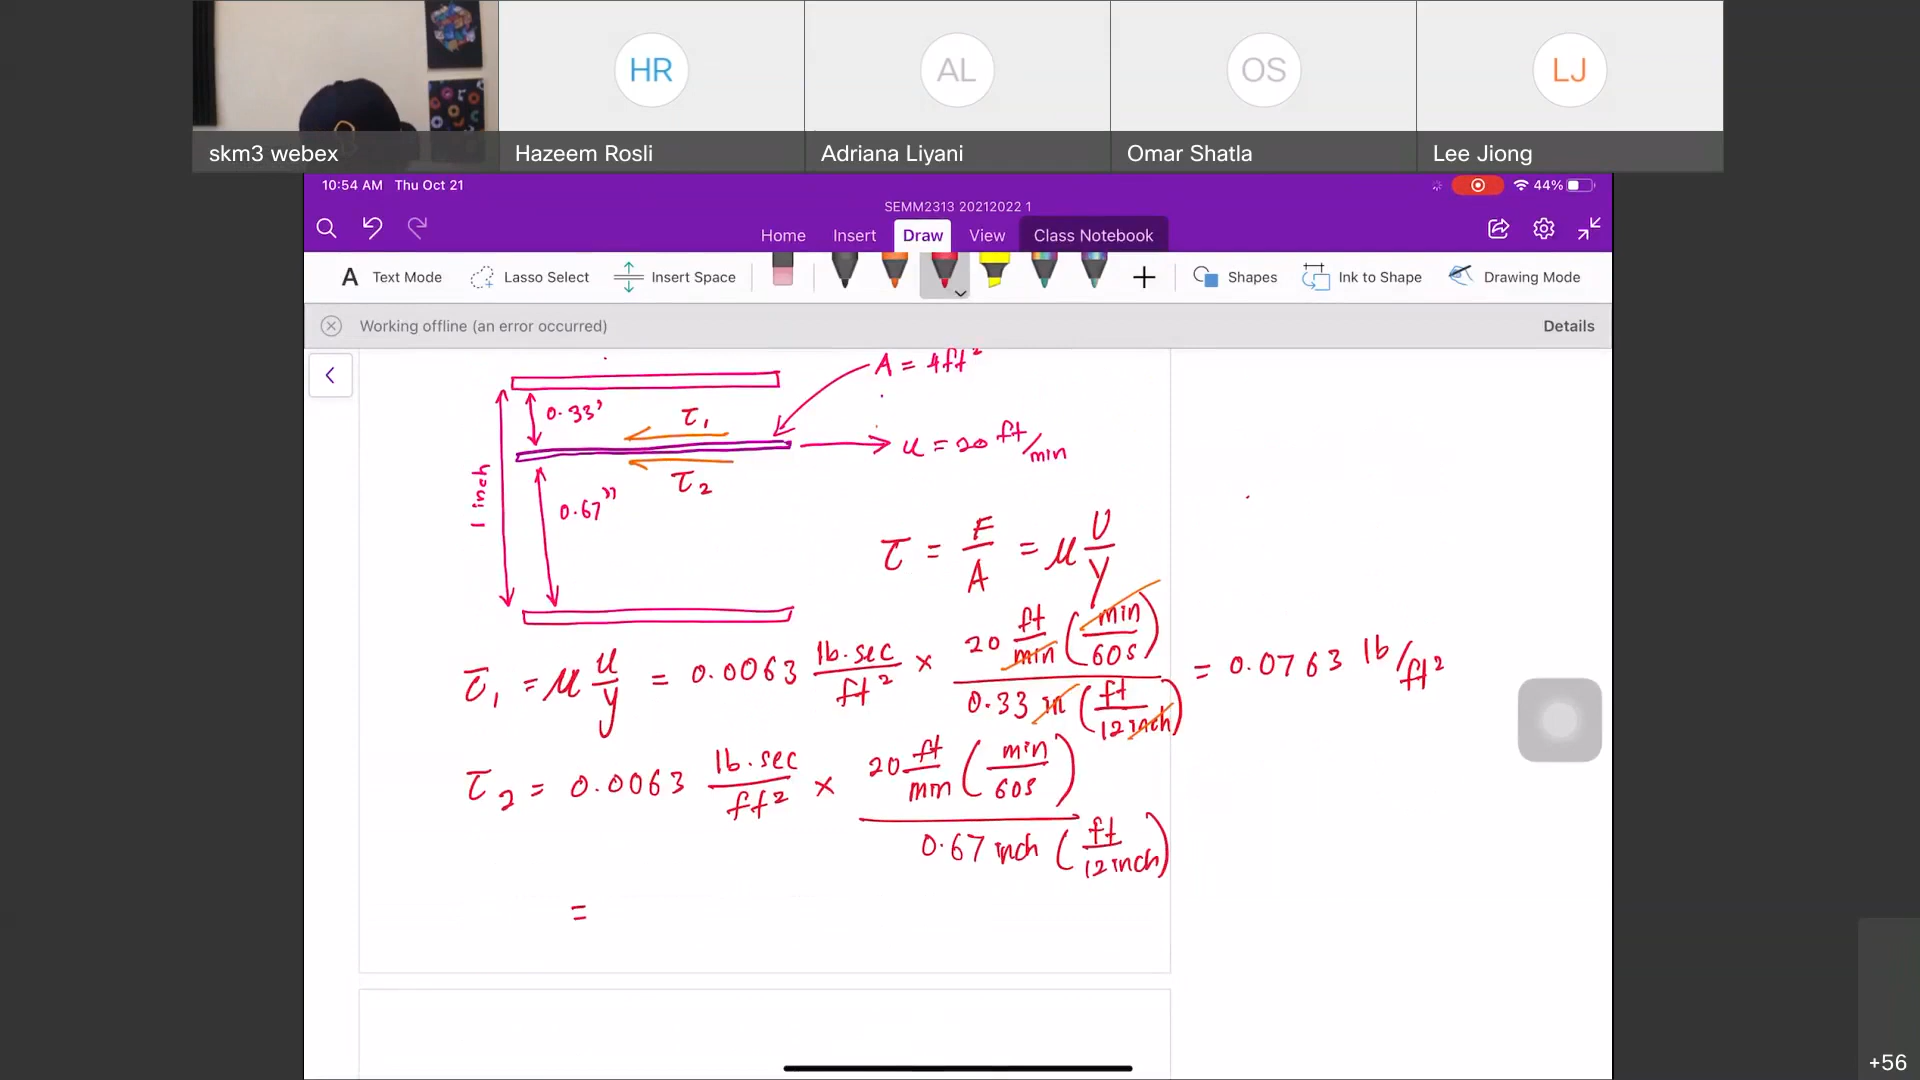 HR
AL
OS
LJ
skm3 webex
Hazeem Rosli
Adriana Liyani
Omar Shatla
Lee Jiong
10:54 AM Thu Oct 21
44%
SEMM2313 20212022 1
Home Insert Draw View Class Notebook
A Text Mode Lasso Select Insert Space Shapes Ink to Shape Drawing Mode
Working offline (an error occurred) Details
A = 4ft²
0.33'
τ₁
u = 20 ft/min
τ₂
1 inch
0.67"
τ = F/A = μ U/Y
τ₁ = μ u/y = 0.0063 lb.sec/ft² × 20 ft/min (min/60s) / 0.33 in (ft/12 inch) = 0.0763 lb/ft²
τ₂ = 0.0063 lb.sec/ft² × 20 ft/min (min/60s) / 0.67 inch (ft/12 inch)
=
+56